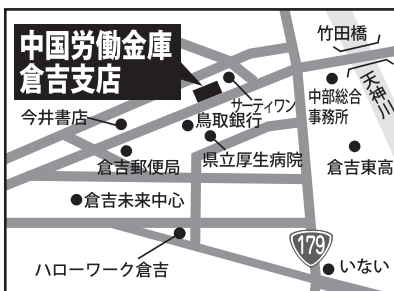 中国労働金庫
倉吉支店
竹田橋
天神川
サーティワン
中部総合
事務所
今井書店
鳥取銀行
倉吉郵便局
県立厚生病院
倉吉東高
倉吉未来中心
179
ハローワーク倉吉
いない